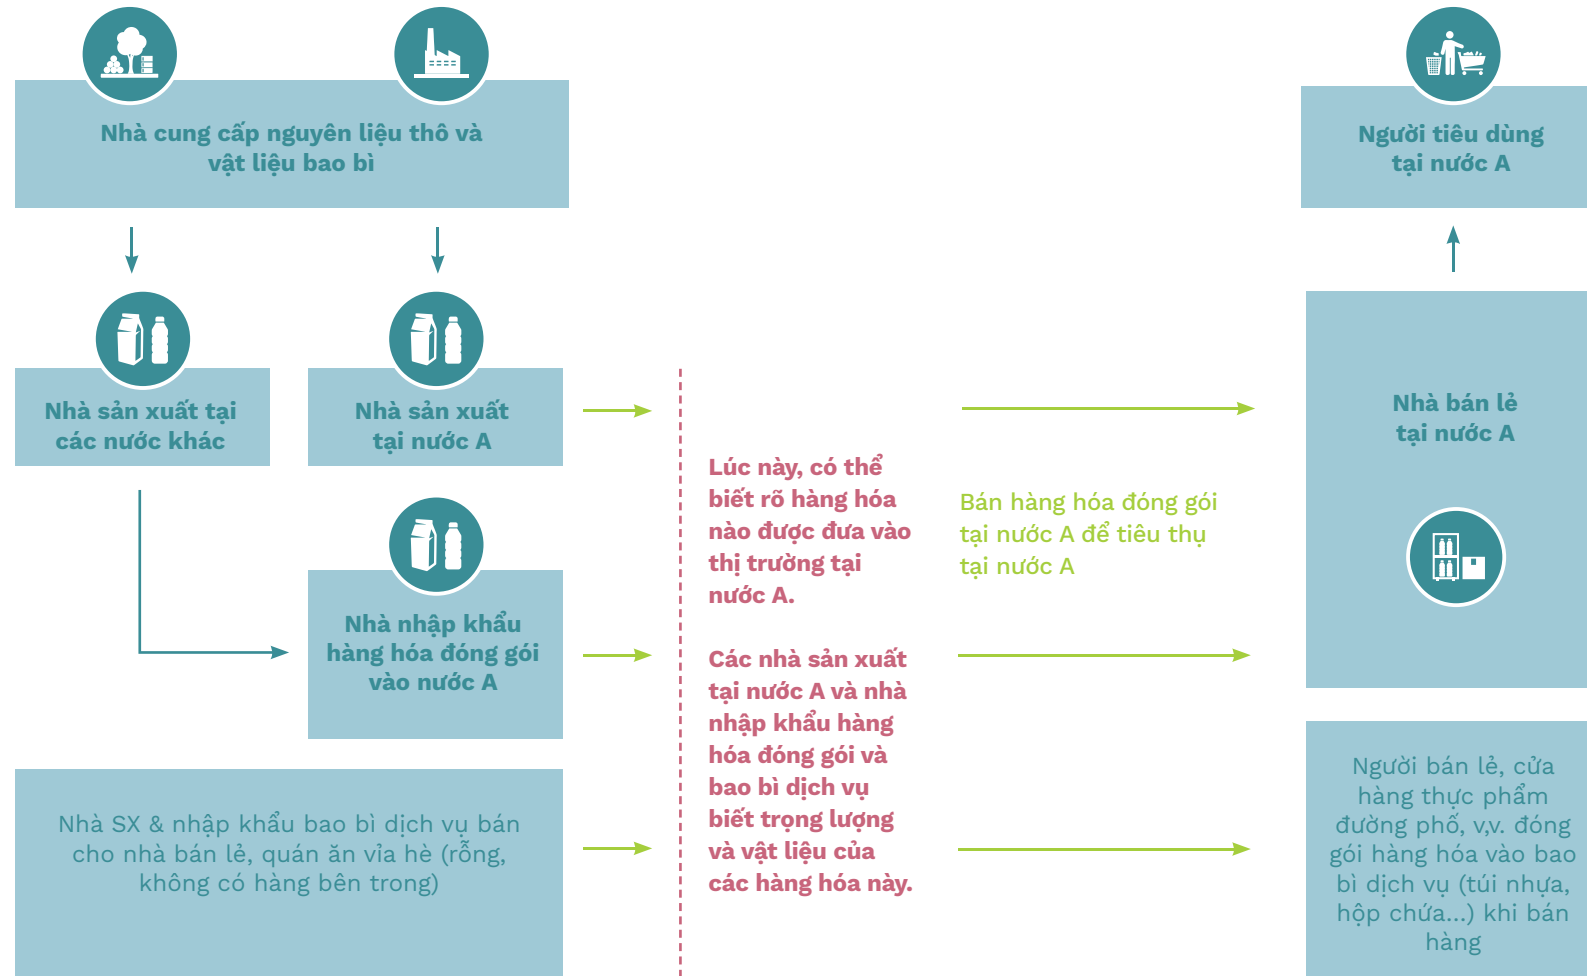 Nhà cung cấp nguyên liệu thô và
vật liệu bao bì
Người tiêu dùng
tại nước A
Nhà sản xuất tại
các nước khác
Nhà sản xuất
tại nước A
Nhà nhập khẩu
hàng hóa đóng gói
vào nước A
Nhà SX & nhập khẩu bao bì dịch vụ bán
cho nhà bán lẻ, quán ăn vỉa hè (rỗng,
không có hàng bên trong)
Lúc này, có thể
biết rõ hàng hóa
nào được đưa vào
thị trường tại
nước A.
Các nhà sản xuất
tại nước A và nhà
nhập khẩu hàng
hóa đóng gói và
bao bì dịch vụ
biết trọng lượng
và vật liệu của
các hàng hóa này.
Bán hàng hóa đóng gói
tại nước A để tiêu thụ
tại nước A
Nhà bán lẻ
tại nước A
Người bán lẻ, cửa
hàng thực phẩm
đường phố, v,v. đóng
gói hàng hóa vào bao
bì dịch vụ (túi nhựa,
hộp chứa...) khi bán
hàng